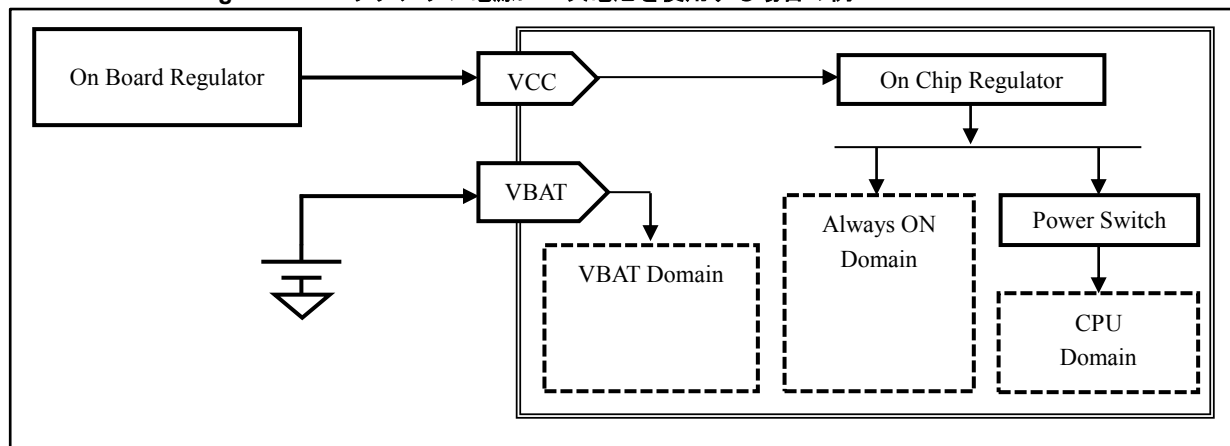 On Board Regulator
VCC
On Chip Regulator
VBAT
Always ON
Domain
Power Switch
VBAT Domain
CPU
Domain